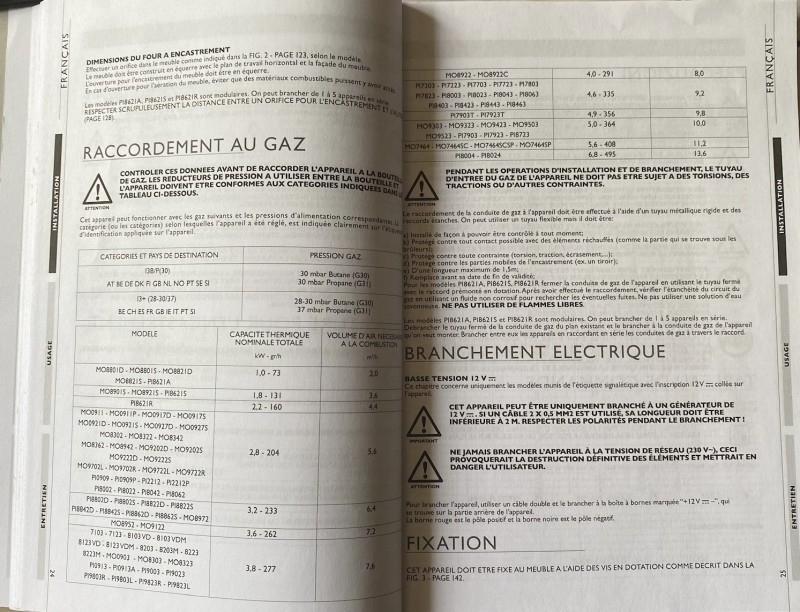 FRANÇAIS
DIMENSIONS DU FOUR A ENCASTREMENT
Effectuer un orifice dans le meuble comme indiqué dans la FIG. 2 - PAGE 123, selon le modèle.
Le meuble doit être construit en équerre avec le plan de travail horizontal et la façade du meuble.
L'ouverture pour l'encastrement du meuble doit être en équerre.
En cas d'ouverture pour l'aération du meuble, éviter que des matériaux combustibles puissent y avoir
Les modèles PI8621A, PI8621S et PI8621R sont modulaires. On peut brancher de 1 à 5 appareils en série.
RESPECTER SCRUPULEUSEMENT LA DISTANCE ENTRE UN ORIFICE POUR L'ENCASTREMENT ET
(PAGE 128).
RACCORDEMENT AU GAZ
CONTROLER CES DONNÉES AVANT DE RACCORDER L'APPAREIL A LA
DE GAZ. LES REDUCTEURS DE PRESSION A UTILISER ENTRE LA BOUTEILLE ET
L'APPAREIL DOIVENT ETRE CONFORMES AUX CATEGORIES INDIQUEES DANS
TABLEAU CI-DESSOUS.
ATTENTION
Cet appareil peut fonctionner avec les gaz suivants et les pressions d'alimentation correspondantes
catégorie (ou les catégories) selon lesquelles l'appareil a été réglé, est indiquée clairement sur
d'identification appliquée sur l'appareil.
CATEGORIES ET PAYS DE DESTINATION PRESSION GAZ
I3B/P(30) 30 mbar Butane (G30)
AT BE DE DK FI GB NL NO PT SE SI 30 mbar Propane (G31)
I3+ (28-30/37) 28-30 mbar Butane (G30)
BE CH ES FR GB IE IT PT SI 37 mbar Propane (G31)
MODELE CAPACITE THERMIQUE NOMINALE TOTALE VOLUME D'AIR A LA COMBUSTION
kW - gr/h m³/h
MO8801D - MO8801S - MO8821D
MO8821S - PI8621A 1,0 - 73 2,0
MO8901S - MO8921S - PI8621S 1,8 - 131 3,6
PI8621R 2,2 - 160 4,4
MO0911 - MO0911P - MO0917D - MO0917S
MO0921D - MO0921S - MO0927D - MO0927S
MO8302 - MO8322 - MO8342
MO8362 - MO8942 - MO9202D - MO9202S
MO9222D - MO9222S 2,8 - 204 5,6
MO9702L - MO9702R - MO9722L - MO9722R
PI0909 - PI0909P - PI2212 - PI2212P
PI8002 - PI8022 - PI8042 - PI8062
PI8802D - PI8802S - PI8822D - PI8822S
PI8842D - PI8842S - PI8862D - PI8862S - MO8972 3,2 - 233 6,4
MO8952 - MO9122 3,6 - 262 7,2
7103 - 7123 - 8103VD - 8103VDM
8123VD - 8123VDM - 8203 - 8203M - 8223
8223M - MO0903 - MO8303 - MO8323
PI0913 - PI0913A - PI9003 - PI9023
PI9803R - PI9803L - PI9823R - PI9823L 3,8 - 277 7,6
INSTALLATION
USAGE
ENTRETIEN
24
MO8922 - MO8922C 4,0 - 291 8,0
PI7203 - PI7223 - PI7703 - PI7723 - PI7803
PI7823 - PI8003 - PI8023 - PI8043 - PI8063
PI8403 - PI8423 - PI8443 - PI8463 4,6 - 335 9,2
PI7903T - PI7923T 4,9 - 356 9,8
MO9303 - MO9323 - MO9423 - MO9503
MO9523 - PI7903 - PI7923 - PI8723 5,0 - 364 10,0
MO7464 - MO7464SC - MO7464SCSP - MO7464SP 5,6 - 408 11,2
PI8004 - PI8024 6,8 - 495 13,6
PENDANT LES OPERATIONS D'INSTALLATION ET DE BRANCHEMENT, LE TUYAU
D'ENTREE DU GAZ DE L'APPAREIL NE DOIT PAS ETRE SUJET A DES TORSIONS, DES
TRACTIONS OU D'AUTRES CONTRAINTES.
ATTENTION
Le raccordement de la conduite de gaz à l'appareil doit être effectué à l'aide d'un tuyau métallique rigide et des
raccords étanches. On peut utiliser un tuyau flexible mais il doit être:
a) Installé de façon à pouvoir être contrôlé à tout moment;
b) Protégé contre tout contact possible avec des éléments réchauffés (comme la partie qui se trouve sous les
brûleurs);
c) Protégé contre toute contrainte (torsion, traction, écrasement,...);
d) Protégé contre les parties mobiles de l'encastrement (ex. un tiroir);
e) D'une longueur maximum de 1,5m;
f) Remplacé avant sa date de fin de validité;
Pour les modèles PI8621A, PI8621S, PI8621R fermer la conduite de gaz de l'appareil en utilisant le tuyau fermé
avec le raccord prémonté en dotation. Après avoir effectué le raccordement, vérifier l'étanchéité du circuit du
gaz en utilisant un fluide non corrosif pour rechercher les éventuelles fuites. Ne pas utiliser une solution d'eau
savonneuse. NE PAS UTILISER DE FLAMMES LIBRES.
Les modèles PI8621A, PI8621S et PI8621R sont modulaires. On peut brancher de 1 à 5 appareils en série.
Débrancher le tuyau fermé de la conduite du gaz du plan existant et le brancher à la conduite de gaz de l'appareil
qu'on veut monter. Brancher entre eux les appareils en raccordant en série les conduites de gaz à travers le raccord.
BRANCHEMENT ELECTRIQUE
BASSE TENSION 12 V ⎓
Ce chapitre concerne uniquement les modèles munis de l'étiquette signalétique avec l'inscription 12 V ⎓ collée sur
l'appareil.
CET APPAREIL PEUT ÊTRE UNIQUEMENT BRANCHÉ À UN GÉNÉRATEUR DE
12 V ⎓. SI UN CÂBLE 2 X 0,5 MM2 EST UTILISÉ, SA LONGUEUR DOIT ÊTRE
INFÉRIEURE À 2 M. RESPECTER LES POLARITÉS PENDANT LE BRANCHEMENT !
IMPORTANT
NE JAMAIS BRANCHER L'APPAREIL À LA TENSION DE RÉSEAU (230 V~), CECI
PROVOQUERAIT LA DESTRUCTION DÉFINITIVE DES ÉLÉMENTS ET METTRAIT EN
DANGER L'UTILISATEUR.
ATTENTION
Pour brancher l'appareil, utiliser un câble double et le brancher à la boîte à bornes marquée "+12V ⎓ –", qui
se trouve sur la partie arrière de l'appareil.
La borne rouge est le pôle positif et la borne noire est le pôle négatif.
FIXATION
CET APPAREIL DOIT ETRE FIXE AU MEUBLE A L'AIDE DES VIS EN DOTATION COMME DECRIT DANS LA
FIG. 3 - PAGE 142.
FRANÇAIS
INSTALLATION
USAGE
ENTRETIEN
25